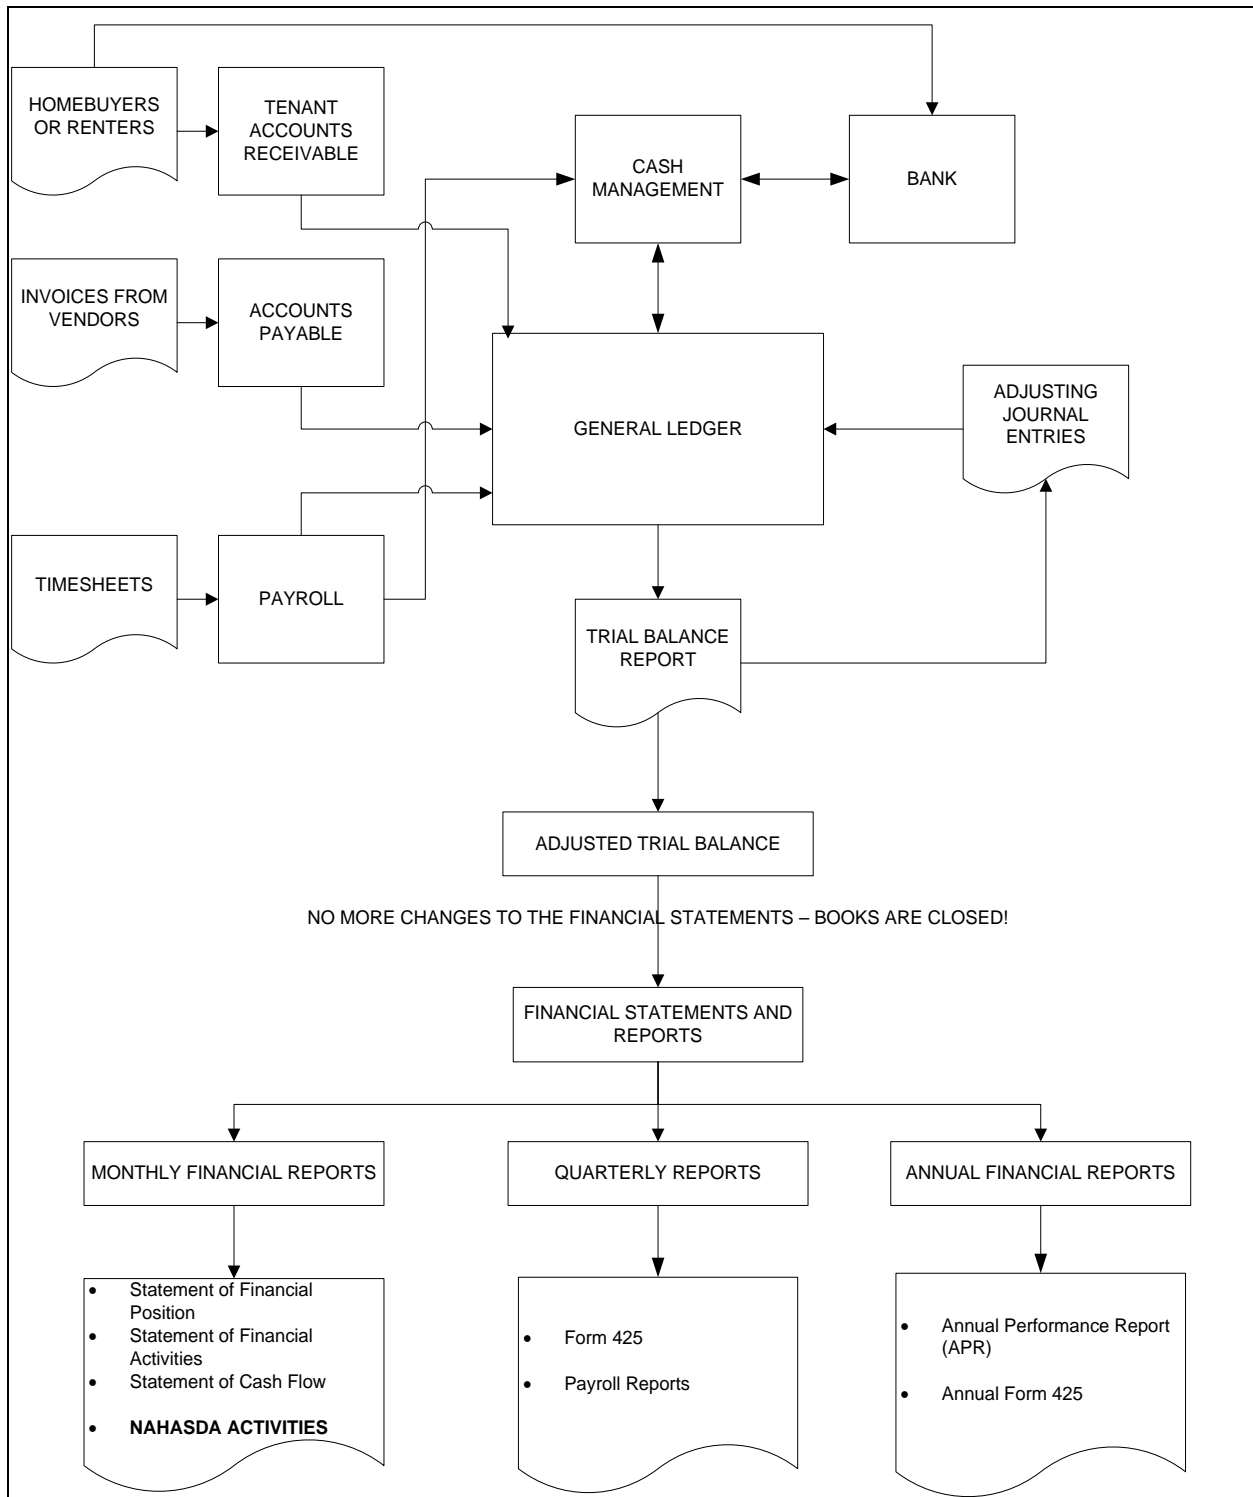 HOMEBUYERS
OR RENTERS
TENANT
ACCOUNTS
RECEIVABLE
CASH
MANAGEMENT
BANK
INVOICES FROM
VENDORS
ACCOUNTS
PAYABLE
GENERAL LEDGER
ADJUSTING
JOURNAL
ENTRIES
TIMESHEETS
PAYROLL
TRIAL BALANCE
REPORT
ADJUSTED TRIAL BALANCE
NO MORE CHANGES TO THE FINANCIAL STATEMENTS – BOOKS ARE CLOSED!
FINANCIAL STATEMENTS AND
REPORTS
MONTHLY FINANCIAL REPORTS
QUARTERLY REPORTS
ANNUAL FINANCIAL REPORTS
• Statement of Financial
Position
• Statement of Financial
Activities
• Statement of Cash Flow
• NAHASDA ACTIVITIES
• Form 425
• Payroll Reports
• Annual Performance Report
(APR)
• Annual Form 425